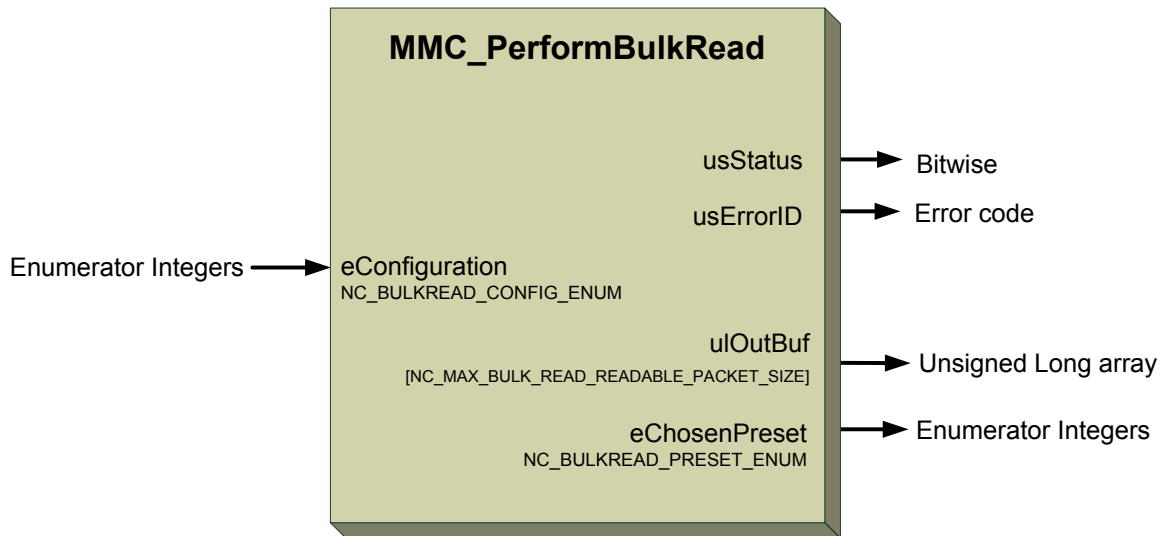 MMC_PerformBulkRead
usStatus
Bitwise
usErrorID
Error code
Enumerator Integers
eConfiguration
NC_BULKREAD_CONFIG_ENUM
ulOutBuf
[NC_MAX_BULK_READ_READABLE_PACKET_SIZE]
Unsigned Long array
eChosenPreset
NC_BULKREAD_PRESET_ENUM
Enumerator Integers